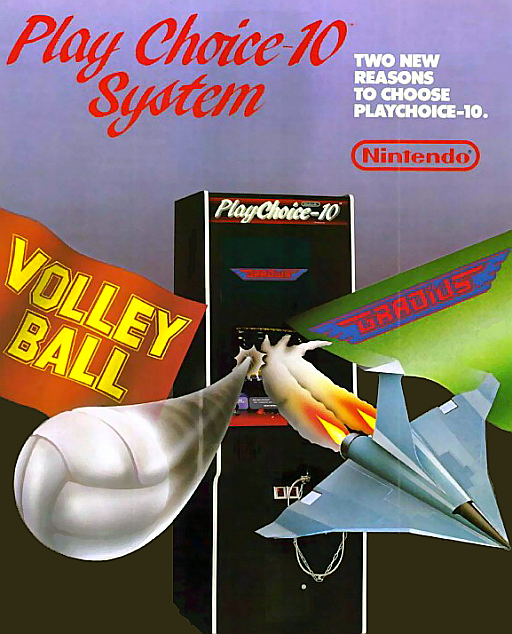 Play Choice-10
System
TWO NEW
REASONS
TO CHOOSE
PLAYCHOICE-10.
Nintendo®
PlayChoice-10
VOLLEY
BALL
GRADIUS